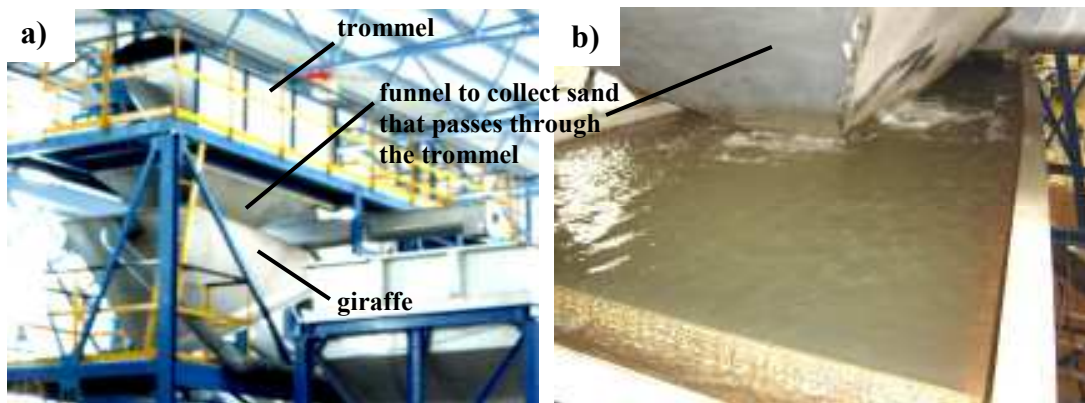 a)
trommel
funnel to collect sand
that passes through
the trommel
giraffe
b)